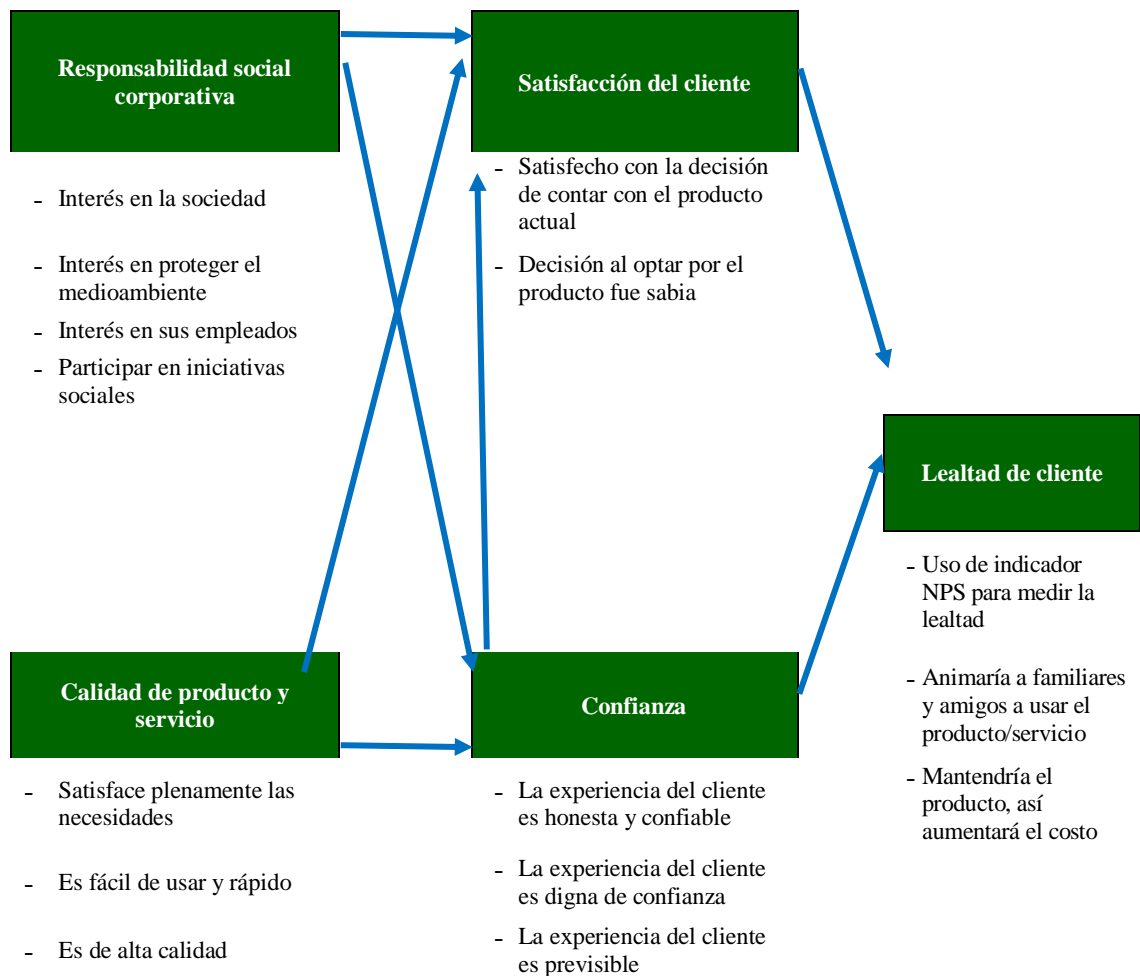 Responsabilidad social
corporativa
- Interés en la sociedad
- Interés en proteger el
medioambiente
- Interés en sus empleados
- Participar en iniciativas
sociales
Satisfacción del cliente
- Satisfecho con la decisión
de contar con el producto
actual
- Decisión al optar por el
producto fue sabia
Lealtad de cliente
- Uso de indicador
NPS para medir la
lealtad
- Animaría a familiares
y amigos a usar el
producto/servicio
- Mantendría el
producto, así
aumentará el costo
Calidad de producto y
servicio
- Satisface plenamente las
necesidades
- Es fácil de usar y rápido
- Es de alta calidad
Confianza
- La experiencia del cliente
es honesta y confiable
- La experiencia del cliente
es digna de confianza
- La experiencia del cliente
es previsible